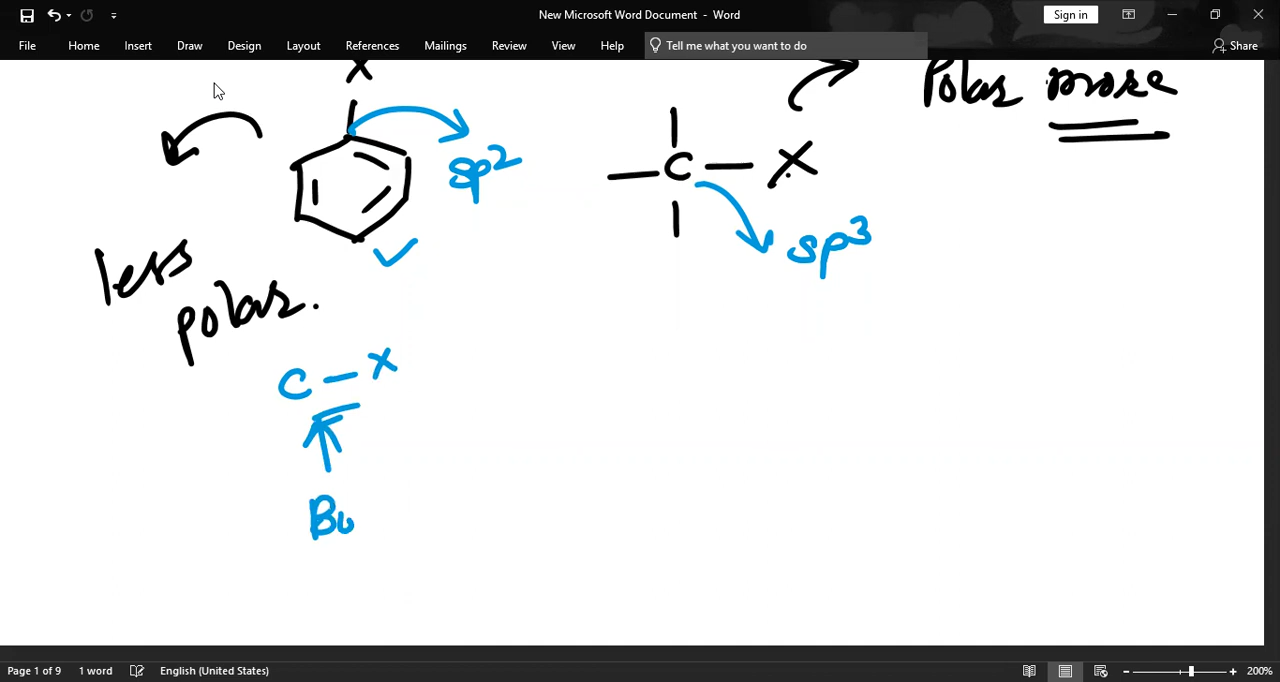 New Microsoft Word Document - Word
Sign in
File Home Insert Draw Design Layout References Mailings Review View Help Tell me what you want to do Share
X
Polar more
sp2
C — X
sp3
less
polar.
C — X
Bo
Page 1 of 9 1 word English (United States) 200%